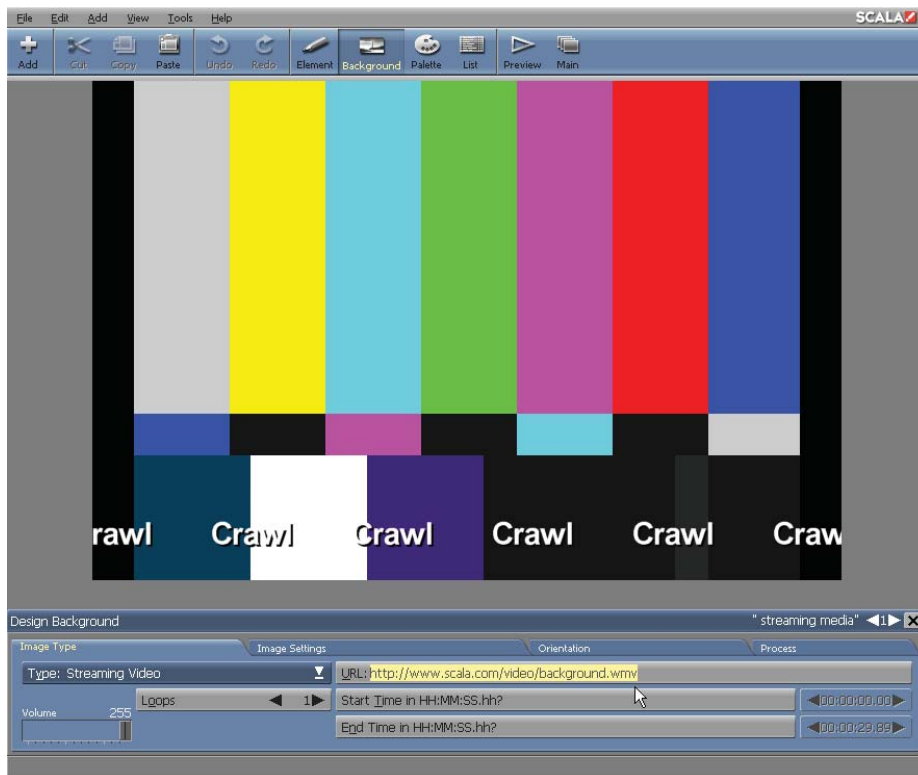 File Edit Add View Tools Help SCALA
Add Cut Copy Paste Undo Redo Element Background Palette List Preview Main
rawl Crawl Crawl Crawl Crawl Craw
Design Background " streaming media" 1
Image Type Image Settings Orientation Process
Type: Streaming Video URL: http://www.scala.com/video/background.wmv
Loops 1 Start Time in HH:MM:SS.hh? 00:00:00.00
Volume 255
End Time in HH:MM:SS.hh? 00:00:29.89